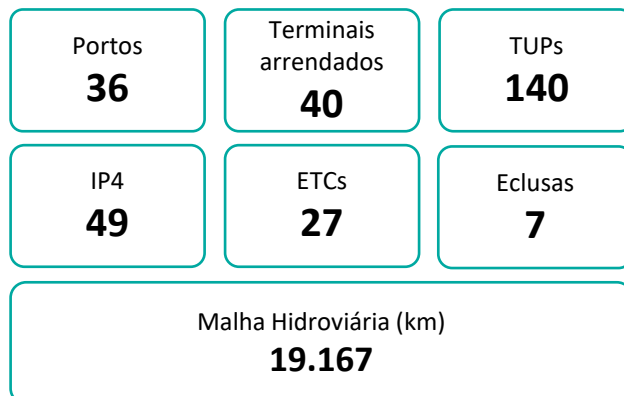 Portos
36
Terminais
arrendados
40
TUPs
140
IP4
49
ETCs
27
Eclusas
7
Malha Hidroviária (km)
19.167